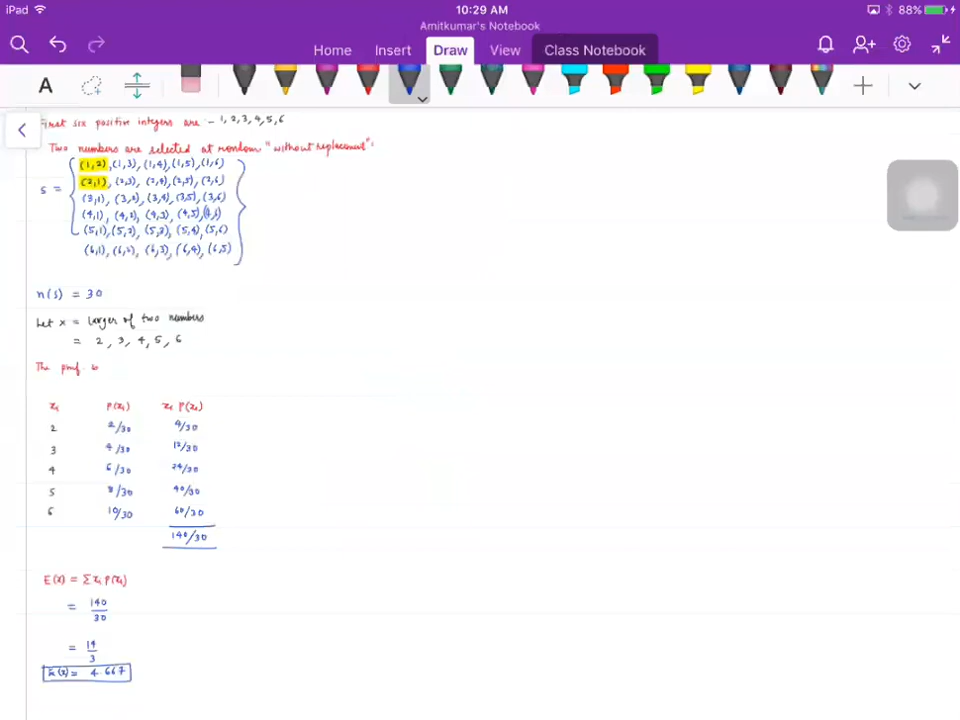 iPad 10:29 AM 88%
Amitkumar's Notebook
Home Insert Draw View Class Notebook
A
First six positive integers are - 1, 2, 3, 4, 5, 6
Two numbers are selected at random "without replacement".
(1,2), (1,3), (1,4), (1,5), (1,6)
S = (2,1), (2,3), (2,4), (2,5), (2,6)
(3,1), (3,2), (3,4), (3,5), (3,6)
(4,1), (4,2), (4,3), (4,5), (4,6)
(5,1), (5,2), (5,3), (5,4), (5,6)
(6,1), (6,2), (6,3), (6,4), (6,5)
n(s) = 30
Let x = larger of two numbers
= 2, 3, 4, 5, 6
The pmf is
xi P(xi) xi P(xi)
2 2/30 4/30
3 4/30 12/30
4 6/30 24/30
5 8/30 40/30
6 10/30 60/30
140/30
E(x) = Σ xi P(xi)
= 140/30
= 14/3
E(x) = 4.667